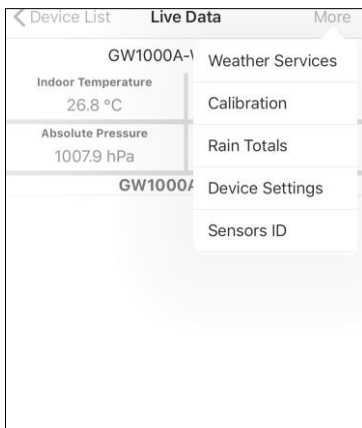 Device List Live Data More
GW1000A-
Indoor Temperature
26.8 °C
Absolute Pressure
1007.9 hPa
GW1000A
Weather Services
Calibration
Rain Totals
Device Settings
Sensors ID